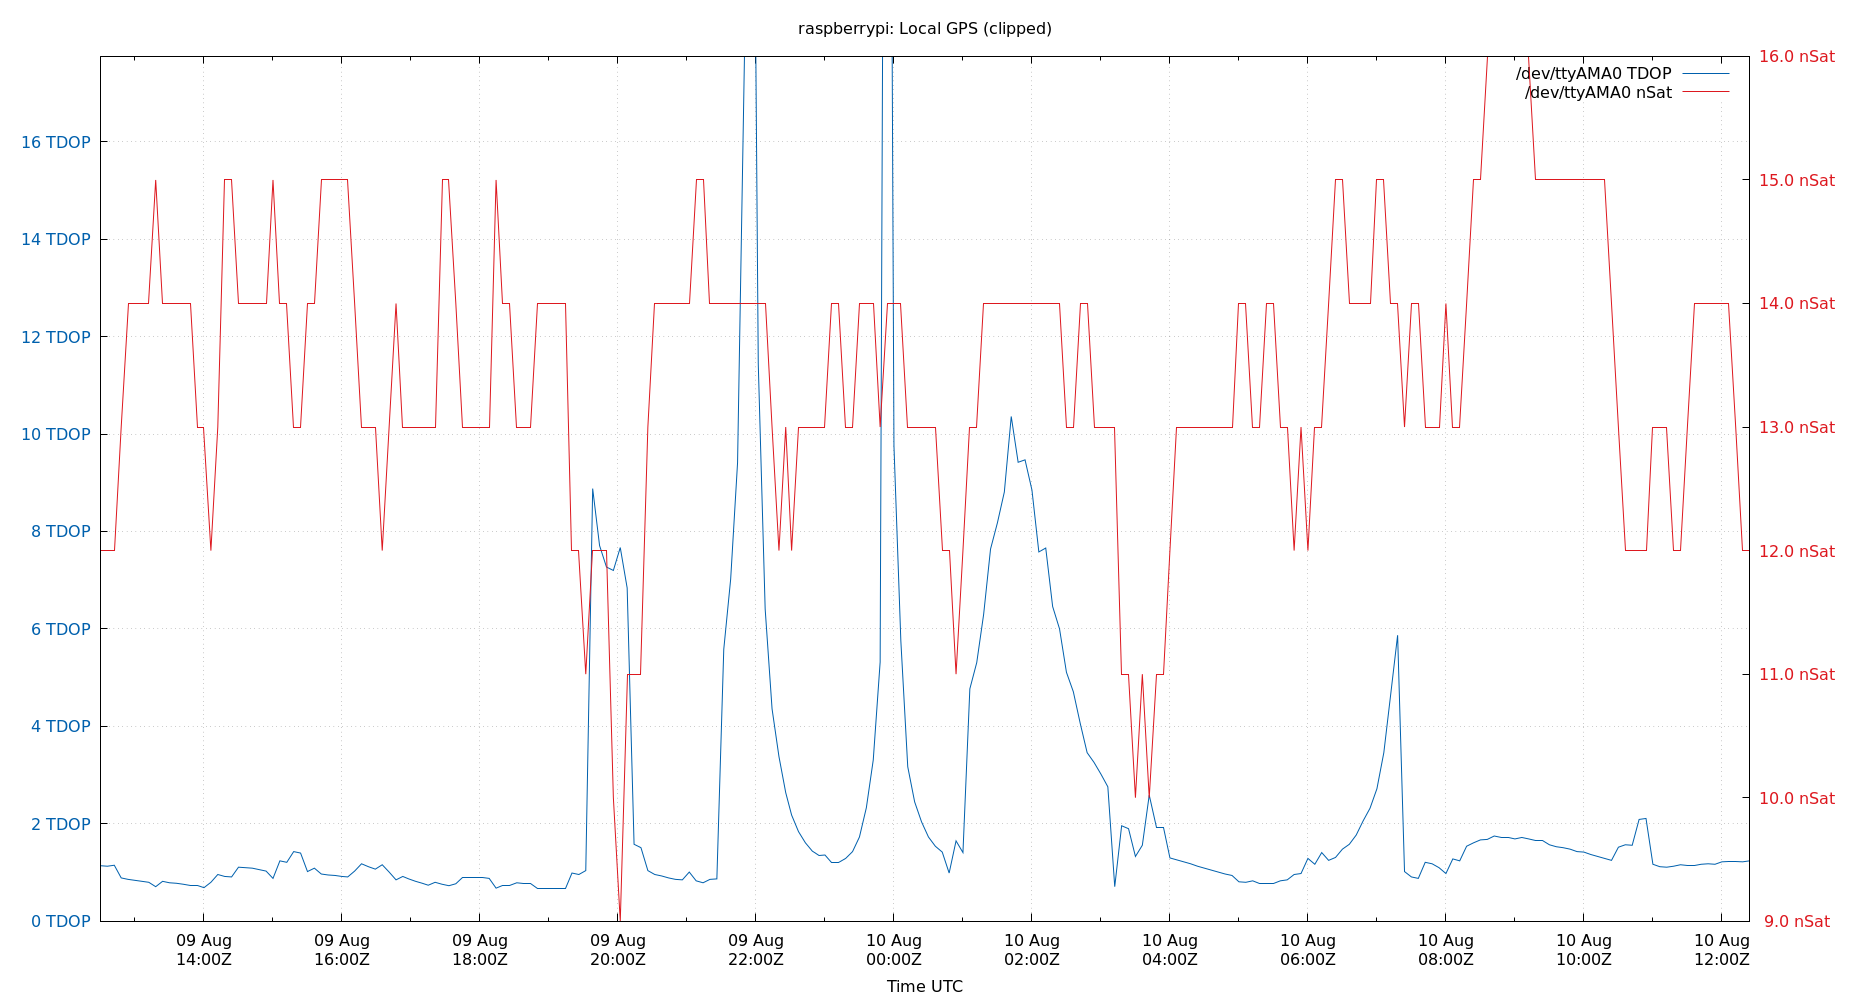 raspberrypi: Local GPS (clipped)
/dev/ttyAMA0 TDOP
/dev/ttyAMA0 nSat
16 TDOP
14 TDOP
12 TDOP
10 TDOP
8 TDOP
6 TDOP
4 TDOP
2 TDOP
0 TDOP
16.0 nSat
15.0 nSat
14.0 nSat
13.0 nSat
12.0 nSat
11.0 nSat
10.0 nSat
9.0 nSat
09 Aug
14:00Z
09 Aug
16:00Z
09 Aug
18:00Z
09 Aug
20:00Z
09 Aug
22:00Z
10 Aug
00:00Z
10 Aug
02:00Z
10 Aug
04:00Z
10 Aug
06:00Z
10 Aug
08:00Z
10 Aug
10:00Z
10 Aug
12:00Z
Time UTC